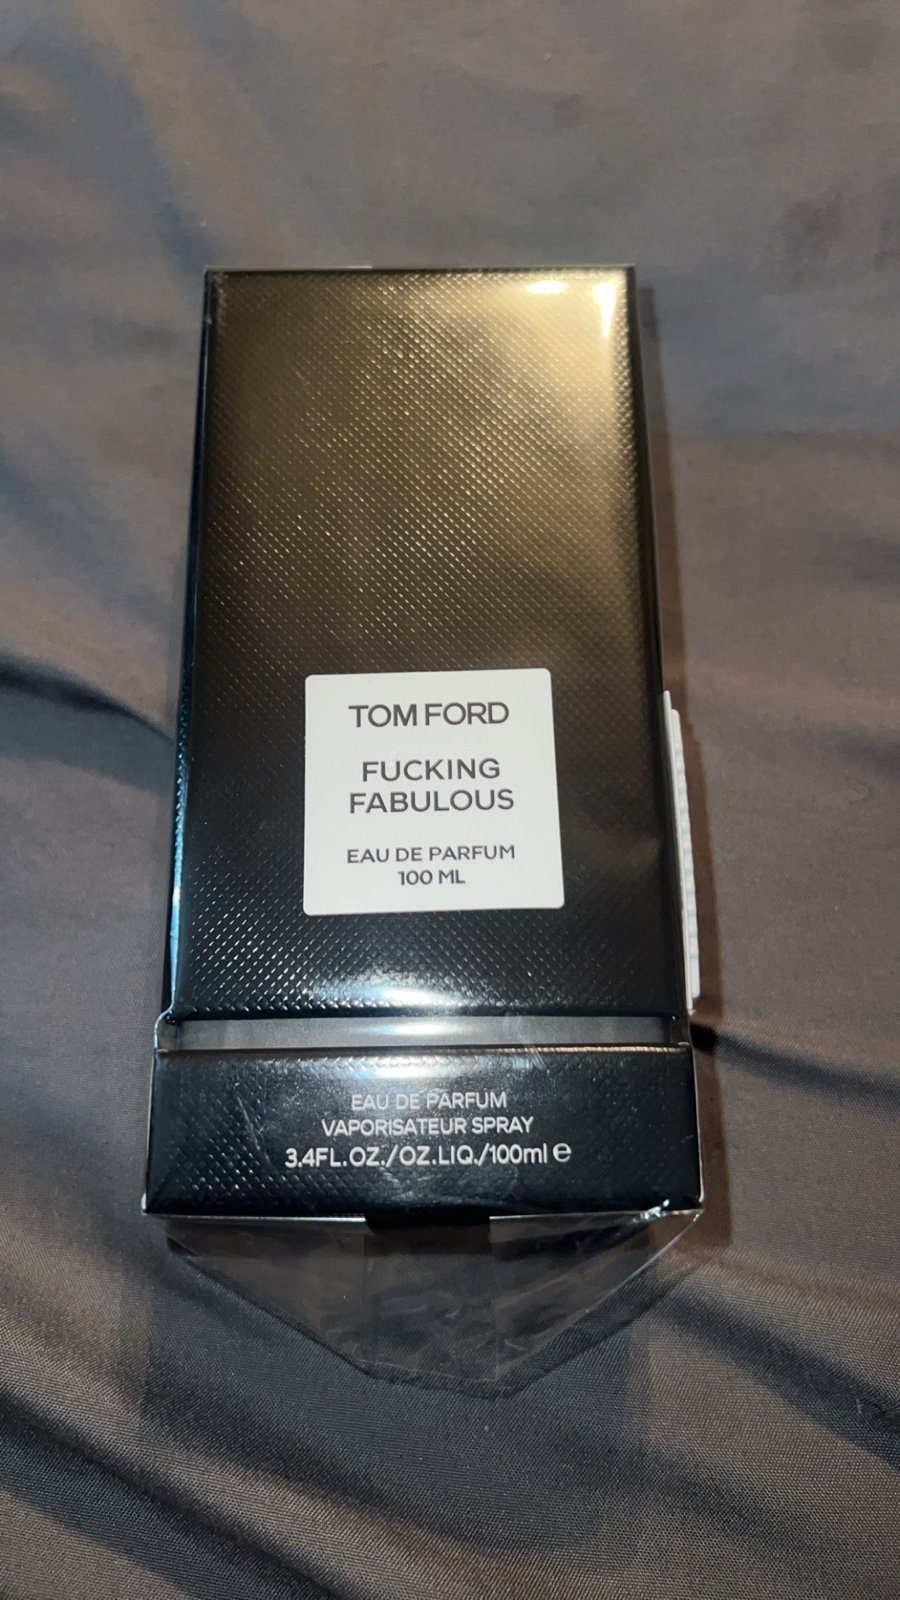 TOM FORD
FUCKING
FABULOUS
EAU DE PARFUM
100 ML
EAU DE PARFUM
VAPORISATEUR SPRAY
3.4FL.OZ./OZ.LIQ./100ml ℮